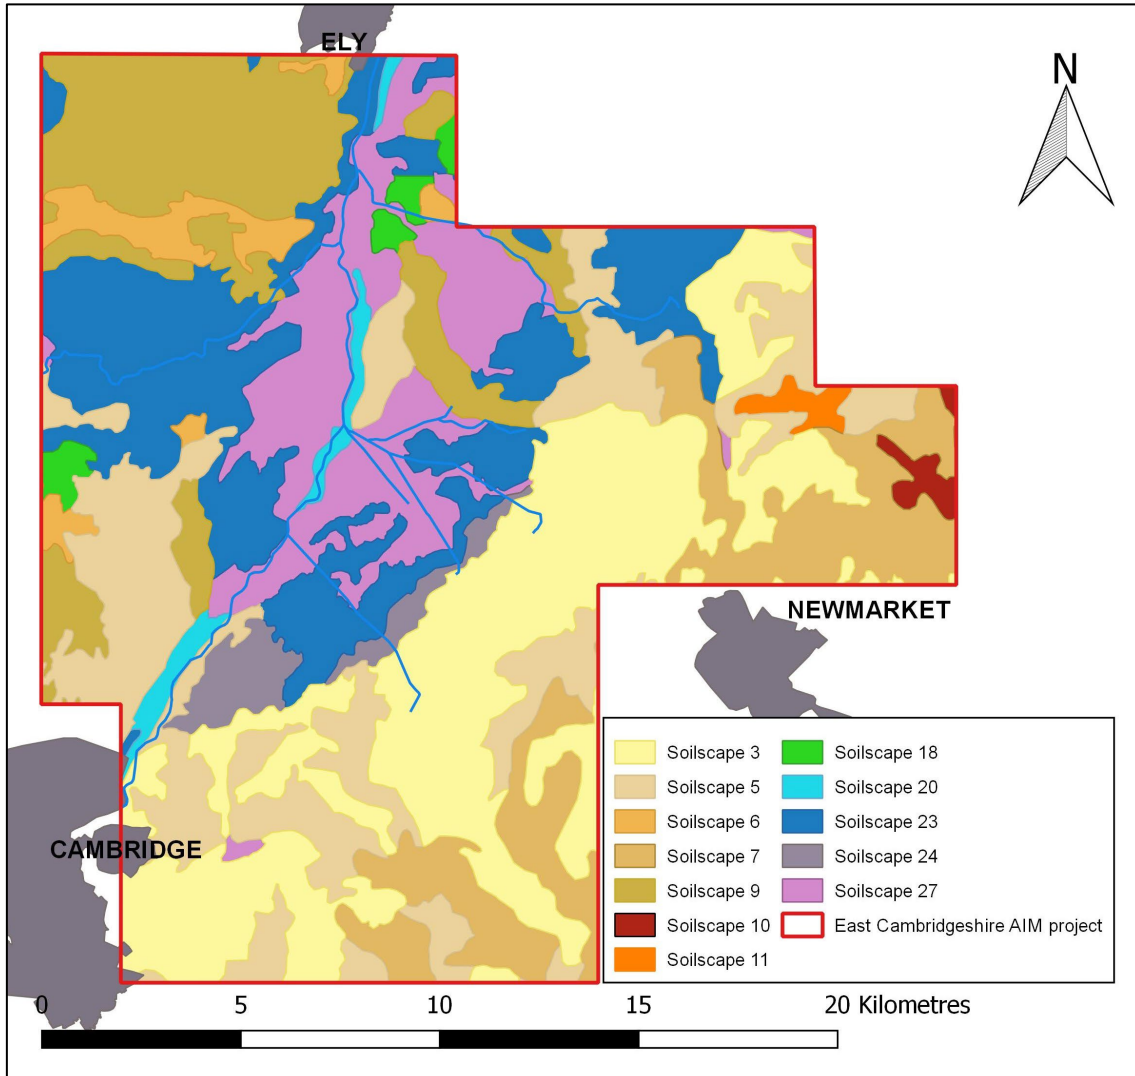 ELY
N
NEWMARKET
CAMBRIDGE
Soilscape 3
Soilscape 5
Soilscape 6
Soilscape 7
Soilscape 9
Soilscape 10
Soilscape 11
Soilscape 18
Soilscape 20
Soilscape 23
Soilscape 24
Soilscape 27
East Cambridgeshire AIM project
0 5 10 15 20 Kilometres